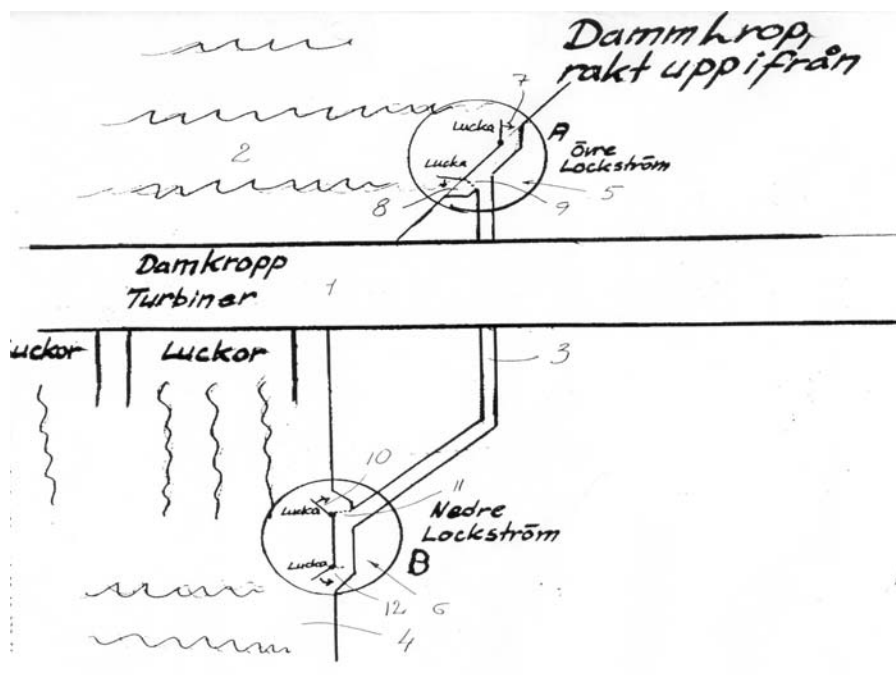 Dammkrop,
rakt uppifrån
7
Lucka
A
Övre
Lockström
2
Lucka
8
9
5
Damkropp
Turbiner
1
Luckor
Luckor
3
10
11
Lucka
Nedre
Lockström
B
Lucka
12
6
4